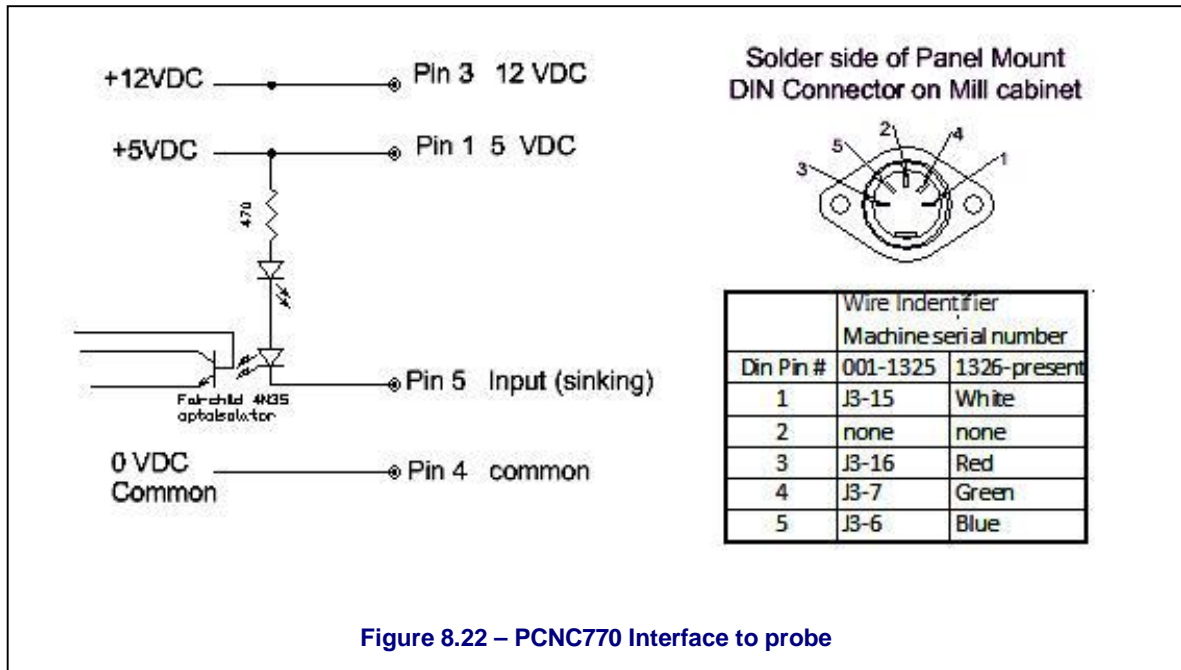 +12VDC
Pin 3 12 VDC
+5VDC
Pin 1 5 VDC
470
Fairchild 4N35
optoisolator
Pin 5 Input (sinking)
0 VDC
Common
Pin 4 common
Solder side of Panel Mount
DIN Connector on Mill cabinet
2
4
5
1
3
Wire Indentifier
Machine serial number
Din Pin # 001-1325 1326-present
1 J3-15 White
2 none none
3 J3-16 Red
4 J3-7 Green
5 J3-6 Blue
Figure 8.22 – PCNC770 Interface to probe